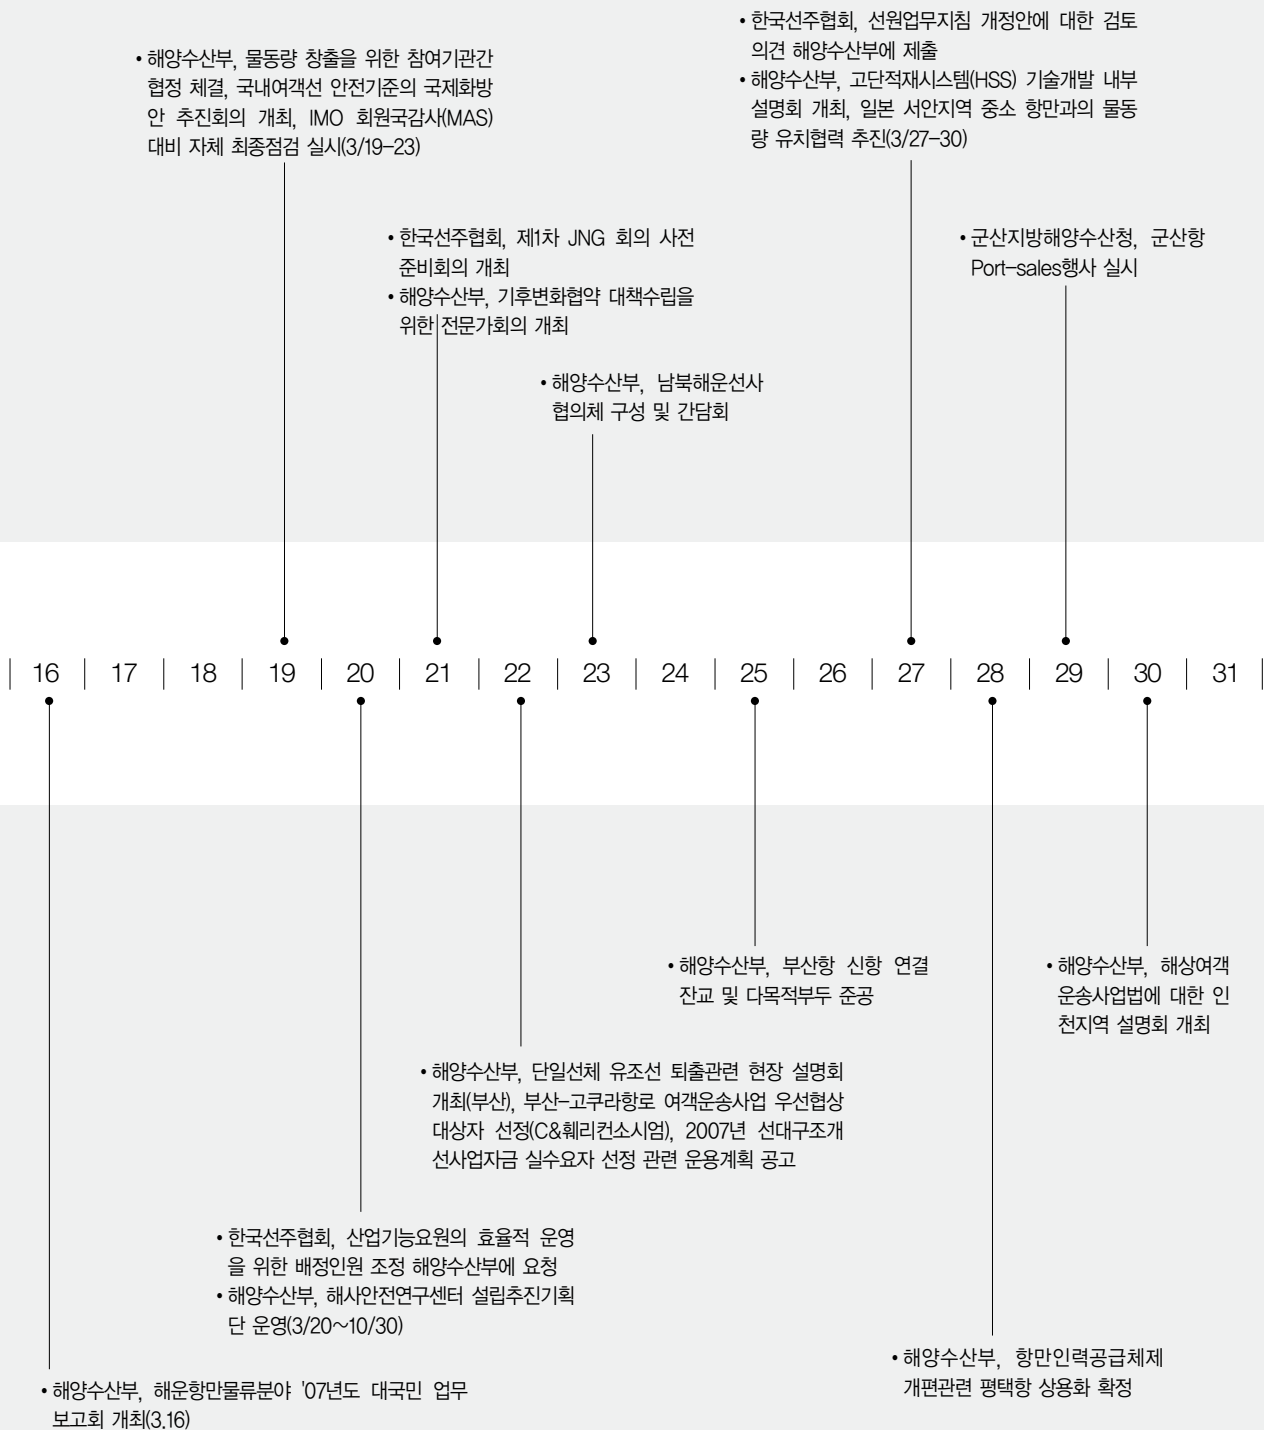 • 한국선주협회, 선원업무지침 개정안에 대한 검토
의견 해양수산부에 제출
• 해양수산부, 고단적재시스템(HSS) 기술개발 내부
설명회 개최, 일본 서안지역 중소 항만과의 물동
량 유치협력 추진(3/27-30)
• 해양수산부, 물동량 창출을 위한 참여기관간
협정 체결, 국내여객선 안전기준의 국제화방
안 추진회의 개최, IMO 회원국감사(MAS)
대비 자체 최종점검 실시(3/19-23)
• 한국선주협회, 제1차 JNG 회의 사전
준비회의 개최
• 해양수산부, 기후변화협약 대책수립을
위한 전문가회의 개최
• 군산지방해양수산청, 군산항
Port-sales행사 실시
• 해양수산부, 남북해운선사
협의체 구성 및 간담회
16 17 18 19 20 21 22 23 24 25 26 27 28 29 30 31
• 해양수산부, 부산항 신항 연결
잔교 및 다목적부두 준공
• 해양수산부, 해상여객
운송사업법에 대한 인
천지역 설명회 개최
• 해양수산부, 단일선체 유조선 퇴출관련 현장 설명회
개최(부산), 부산-고쿠라항로 여객운송사업 우선협상
대상자 선정(C&훼리컨소시엄), 2007년 선대구조개
선사업자금 실수요자 선정 관련 운용계획 공고
• 한국선주협회, 산업기능요원의 효율적 운영
을 위한 배정인원 조정 해양수산부에 요청
• 해양수산부, 해사안전연구센터 설립추진기획
단 운영(3/20~10/30)
• 해양수산부, 항만인력공급체제
개편관련 평택항 상용화 확정
• 해양수산부, 해운항만물류분야 '07년도 대국민 업무
보고회 개최(3.16)